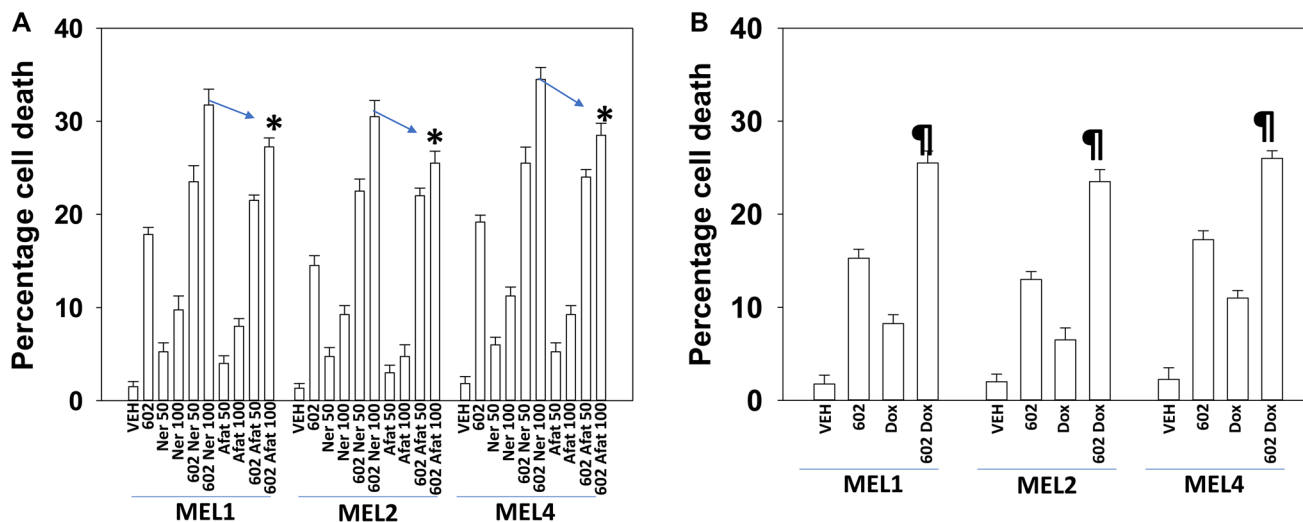 A
Percentage cell death
40
30
20
10
0
*
*
*
VEH
602
Ner 50
Ner 100
602 Ner 50
602 Ner 100
Afat 50
Afat 100
602 Afat 50
602 Afat 100
VEH
602
Ner 50
Ner 100
602 Ner 50
602 Ner 100
Afat 50
Afat 100
602 Afat 50
602 Afat 100
VEH
602
Ner 50
Ner 100
602 Ner 50
602 Ner 100
Afat 50
Afat 100
602 Afat 50
602 Afat 100
MEL1
MEL2
MEL4
B
Percentage cell death
40
30
20
10
0
¶
¶
¶
VEH
602
Dox
602 Dox
VEH
602
Dox
602 Dox
VEH
602
Dox
602 Dox
MEL1
MEL2
MEL4